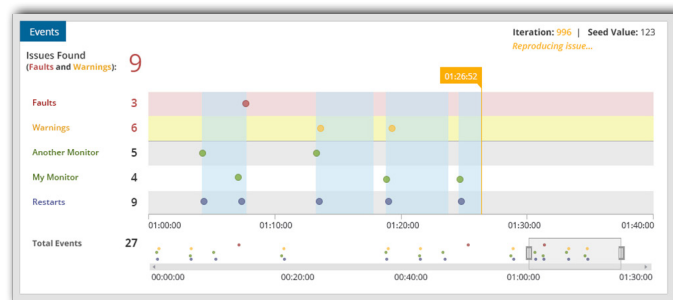 Events
Iteration: 996 | Seed Value: 123
Reproducing issue...
Issues Found
(Faults and Warnings): 9
01:26:52
Faults 3
Warnings 6
Another Monitor 5
My Monitor 4
Restarts 9
01:00:00 01:10:00 01:20:00 01:30:00 01:40:00
Total Events 27
00:00:00 00:20:00 00:40:00 01:00:00 01:30:00